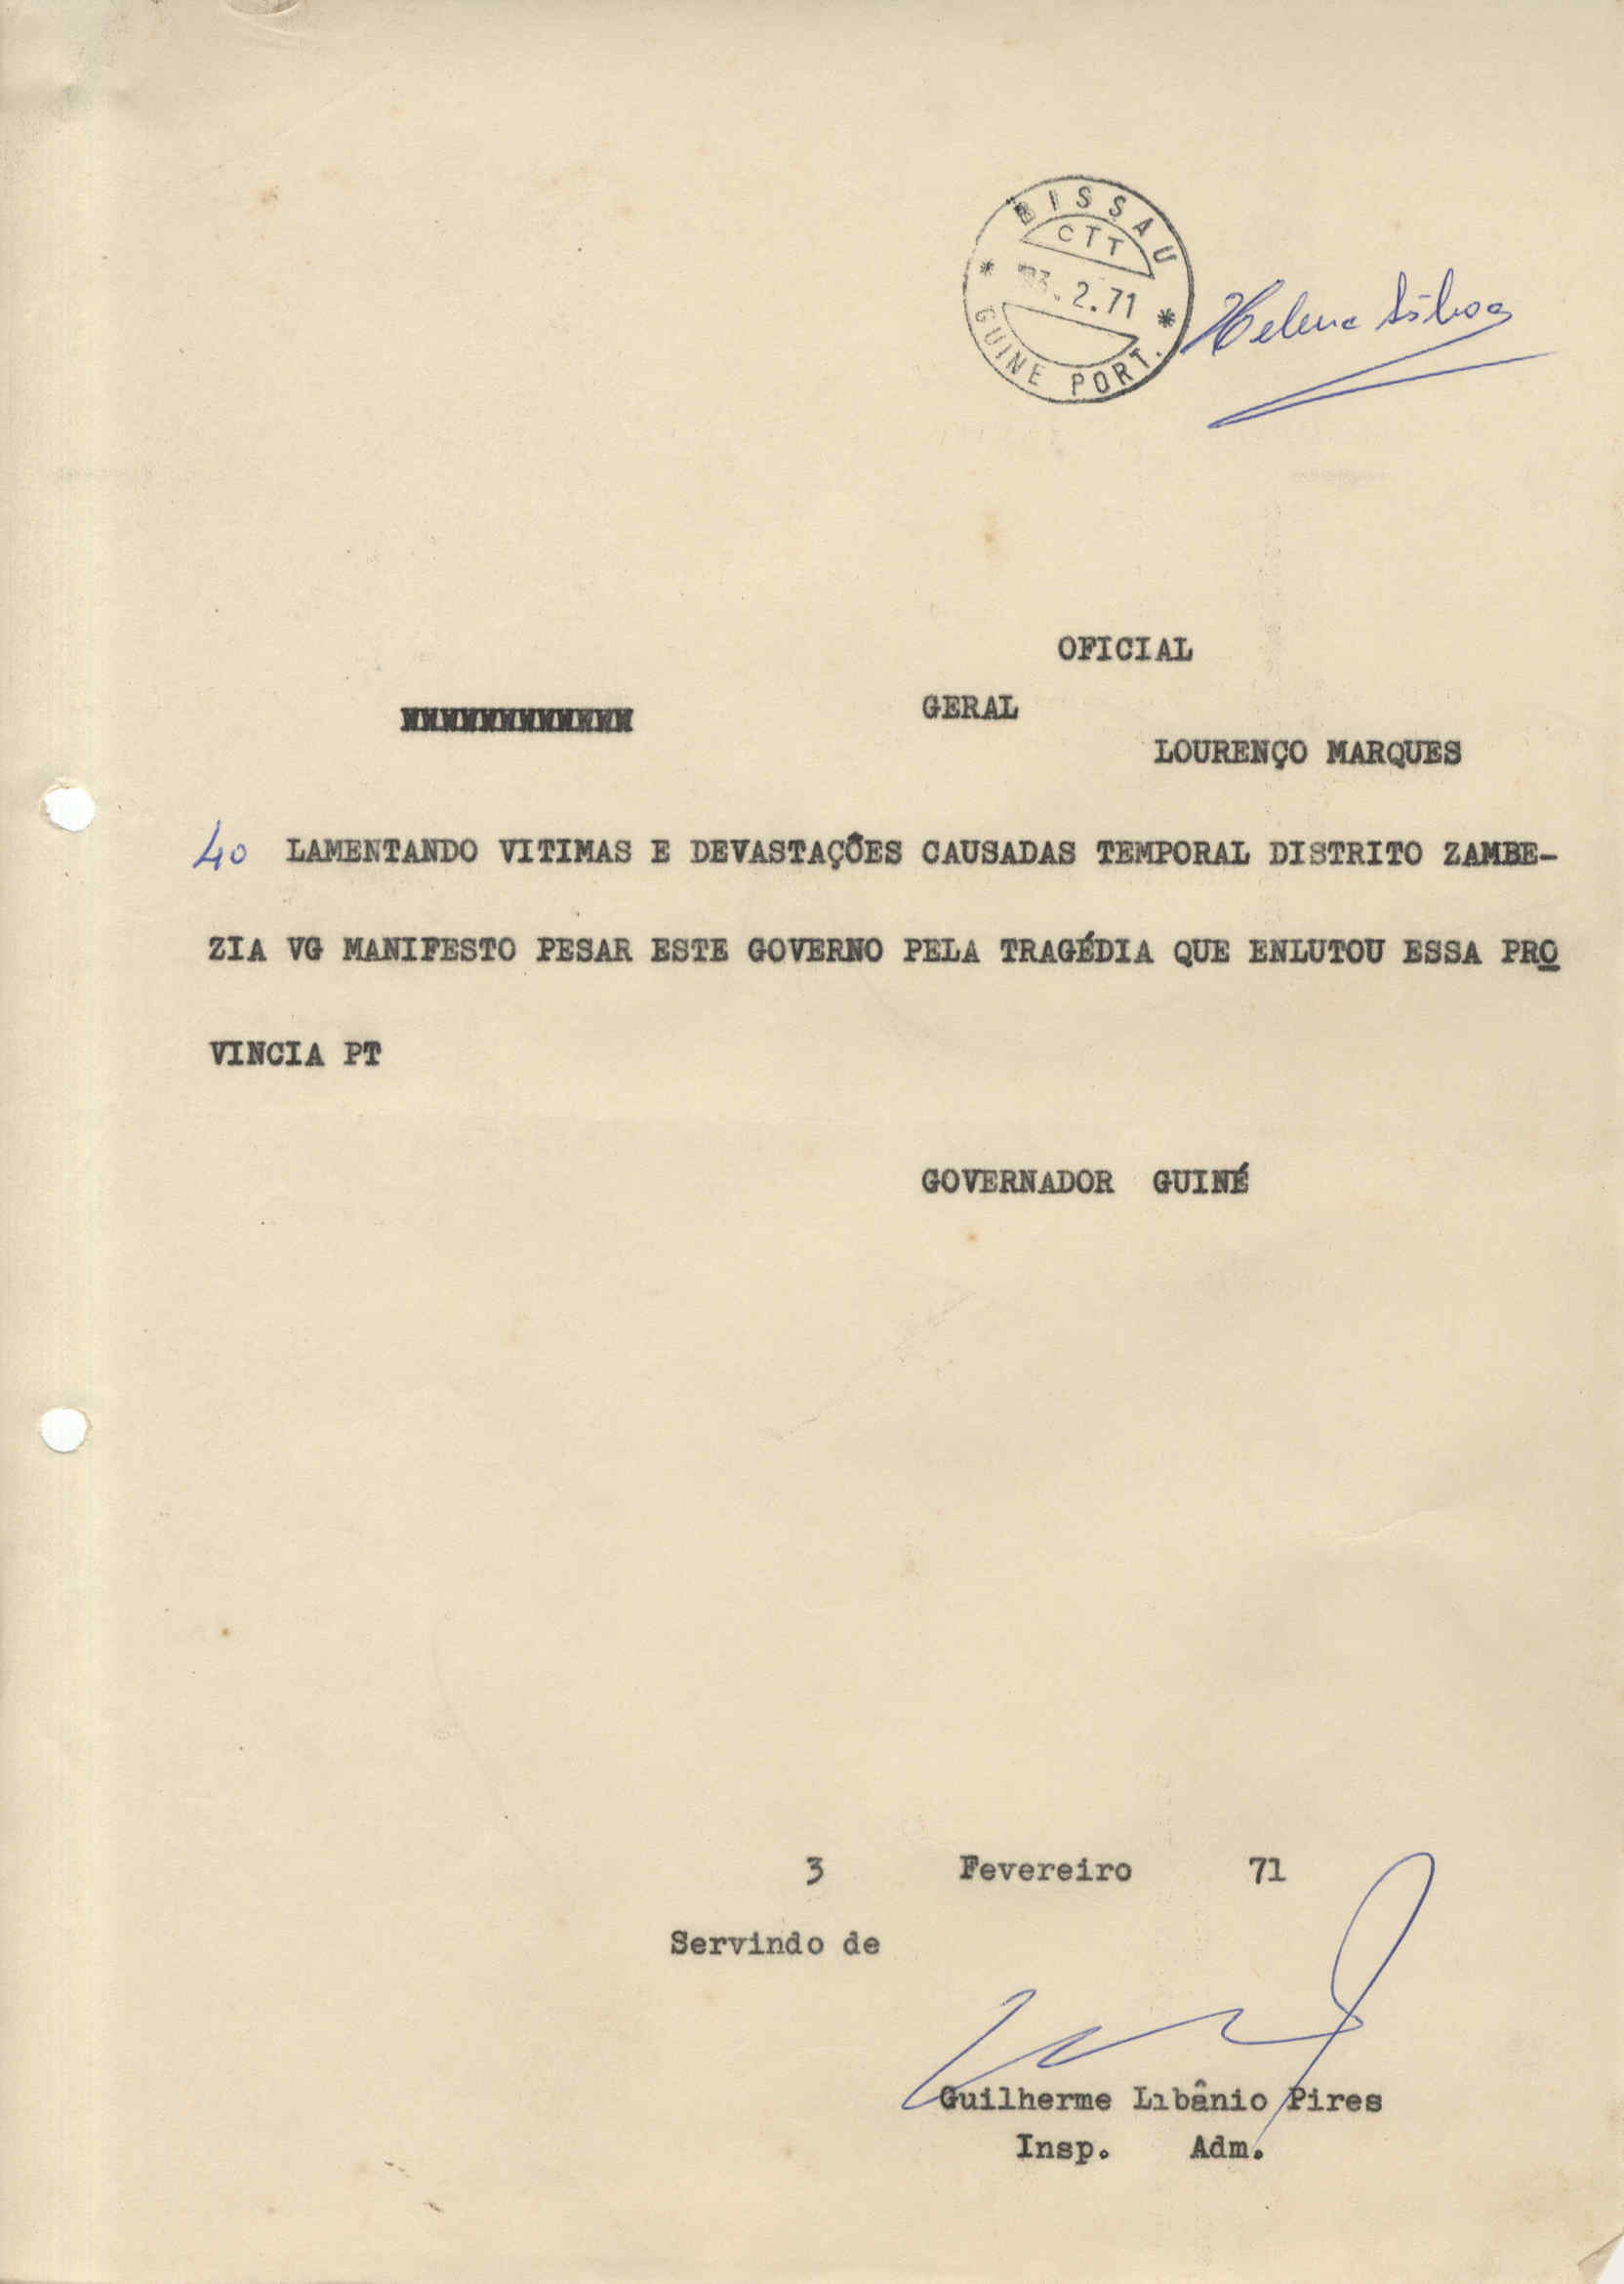 BISSAU
CTT
3.2.71
GUINE PORT.
Helena
OFICIAL
GERAL
LOURENÇO MARQUES
40 LAMENTANDO VITIMAS E DEVASTAÇÕES CAUSADAS TEMPORAL DISTRITO ZAMBE-
ZIA VG MANIFESTO PESAR ESTE GOVERNO PELA TRAGÉDIA QUE ENLUTOU ESSA PRO
VINCIA PT
GOVERNADOR GUINÉ
3 Fevereiro 71
Servindo de
Guilherme Libânio Pires
Insp. Adm.